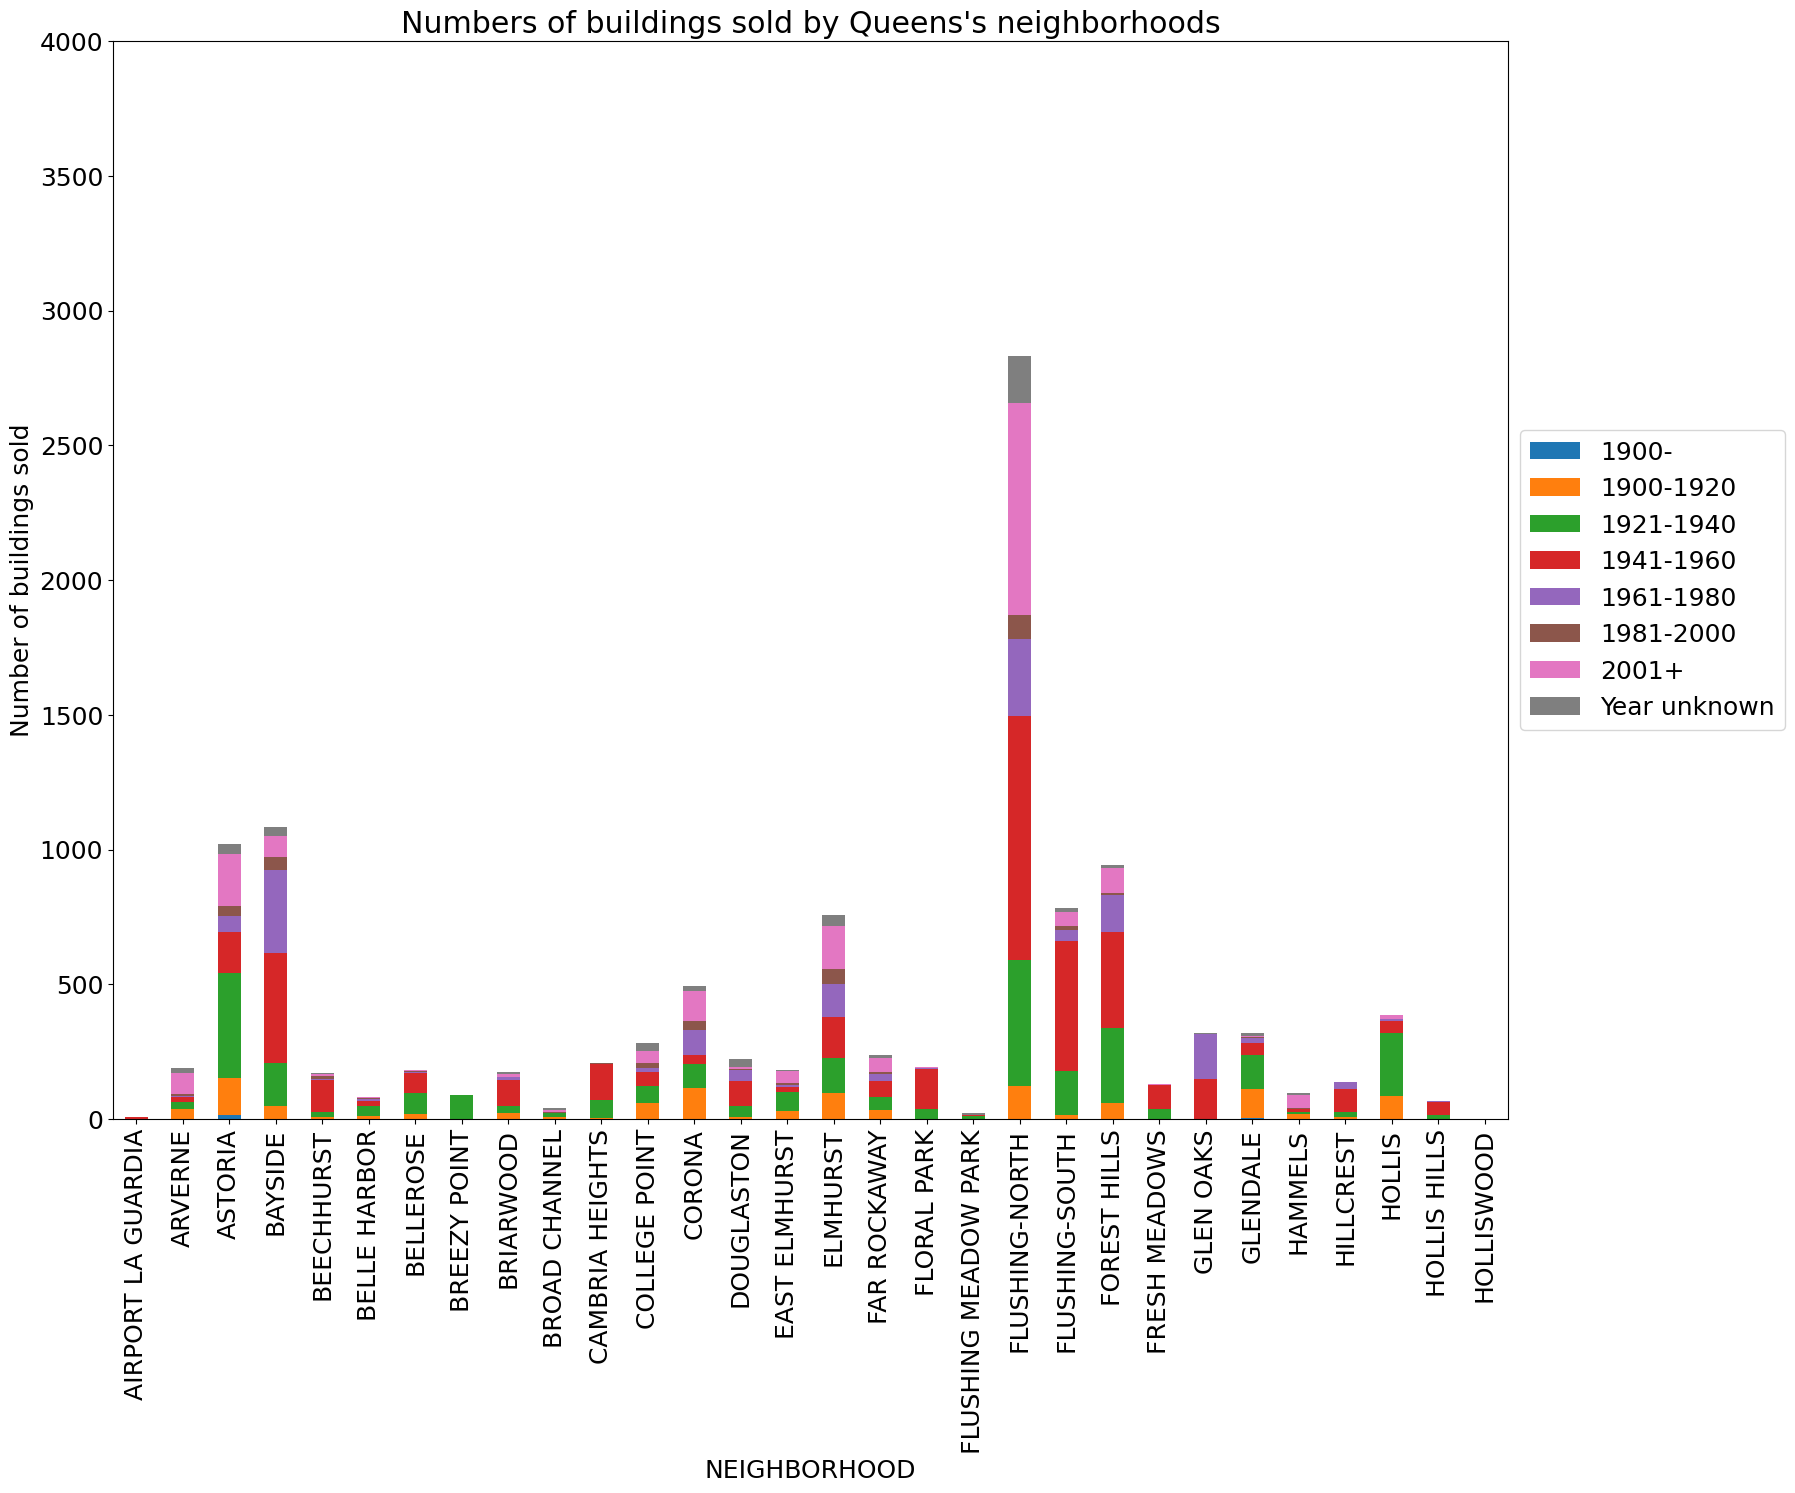 Numbers of buildings sold by Queens's neighborhoods
Number of buildings sold
4000
3500
3000
2500
2000
1500
1000
500
0
AIRPORT LA GUARDIA
ARVERNE
ASTORIA
BAYSIDE
BEECHHURST
BELLE HARBOR
BELLEROSE
BREEZY POINT
BRIARWOOD
BROAD CHANNEL
CAMBRIA HEIGHTS
COLLEGE POINT
CORONA
DOUGLASTON
EAST ELMHURST
ELMHURST
FAR ROCKAWAY
FLORAL PARK
FLUSHING MEADOW PARK
FLUSHING-NORTH
FLUSHING-SOUTH
FOREST HILLS
FRESH MEADOWS
GLEN OAKS
GLENDALE
HAMMELS
HILLCREST
HOLLIS
HOLLIS HILLS
HOLLISWOOD
NEIGHBORHOOD
1900-
1900-1920
1921-1940
1941-1960
1961-1980
1981-2000
2001+
Year unknown